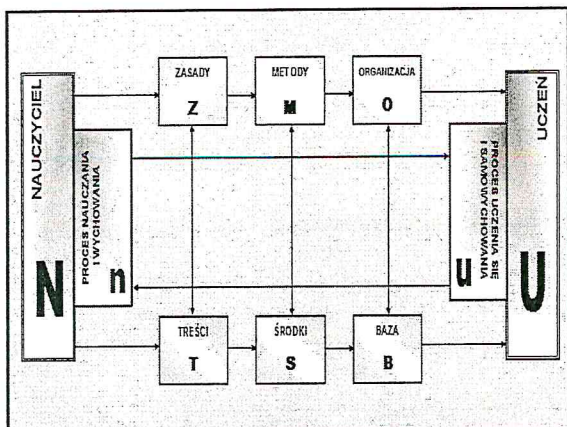 NAUCZYCIEL
N
PROCES NAUCZANIA
I WYCHOWANIA
n
ZASADY
Z
METODY
M
ORGANIZACJA
O
TREŚCI
T
ŚRODKI
S
BAZA
B
PROCES UCZENIA SIĘ
I SAMOWYCHOWANIA
u
UCZEŃ
U